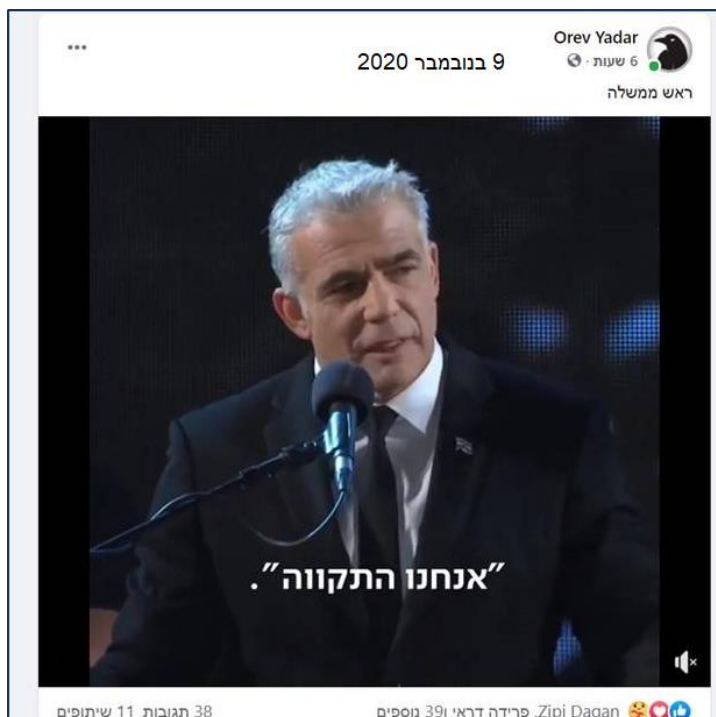 Orev Yadar
6 שעות ·
9 בנובמבר 2020
ראש ממשלה
"אנחנו התקווה".
Zipi Dagan, פרידה דראי ו39 נוספים
38 תגובות 11 שיתופים